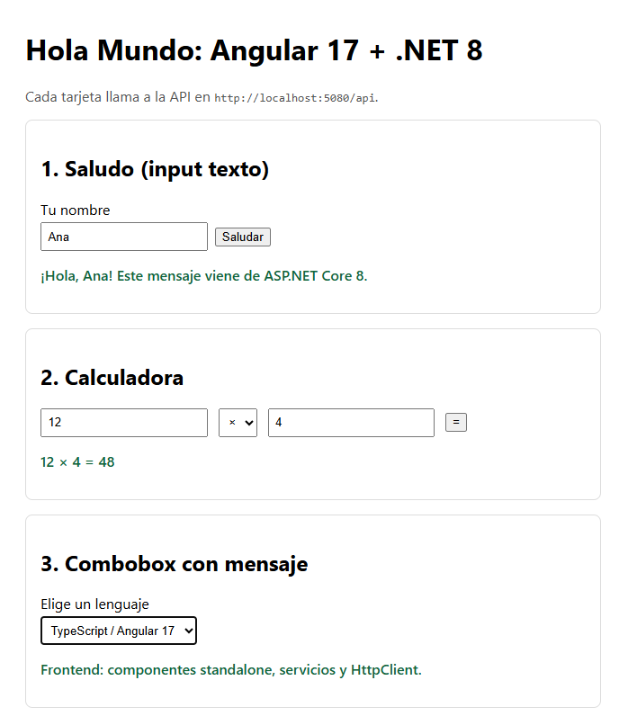 Hola Mundo: Angular 17 + .NET 8
Cada tarjeta llama a la API en http://localhost:5080/api.
1. Saludo (input texto)
Tu nombre
Ana Saludar
¡Hola, Ana! Este mensaje viene de ASP.NET Core 8.
2. Calculadora
12 × 4 =
12 × 4 = 48
3. Combobox con mensaje
Elige un lenguaje
TypeScript / Angular 17
Frontend: componentes standalone, servicios y HttpClient.